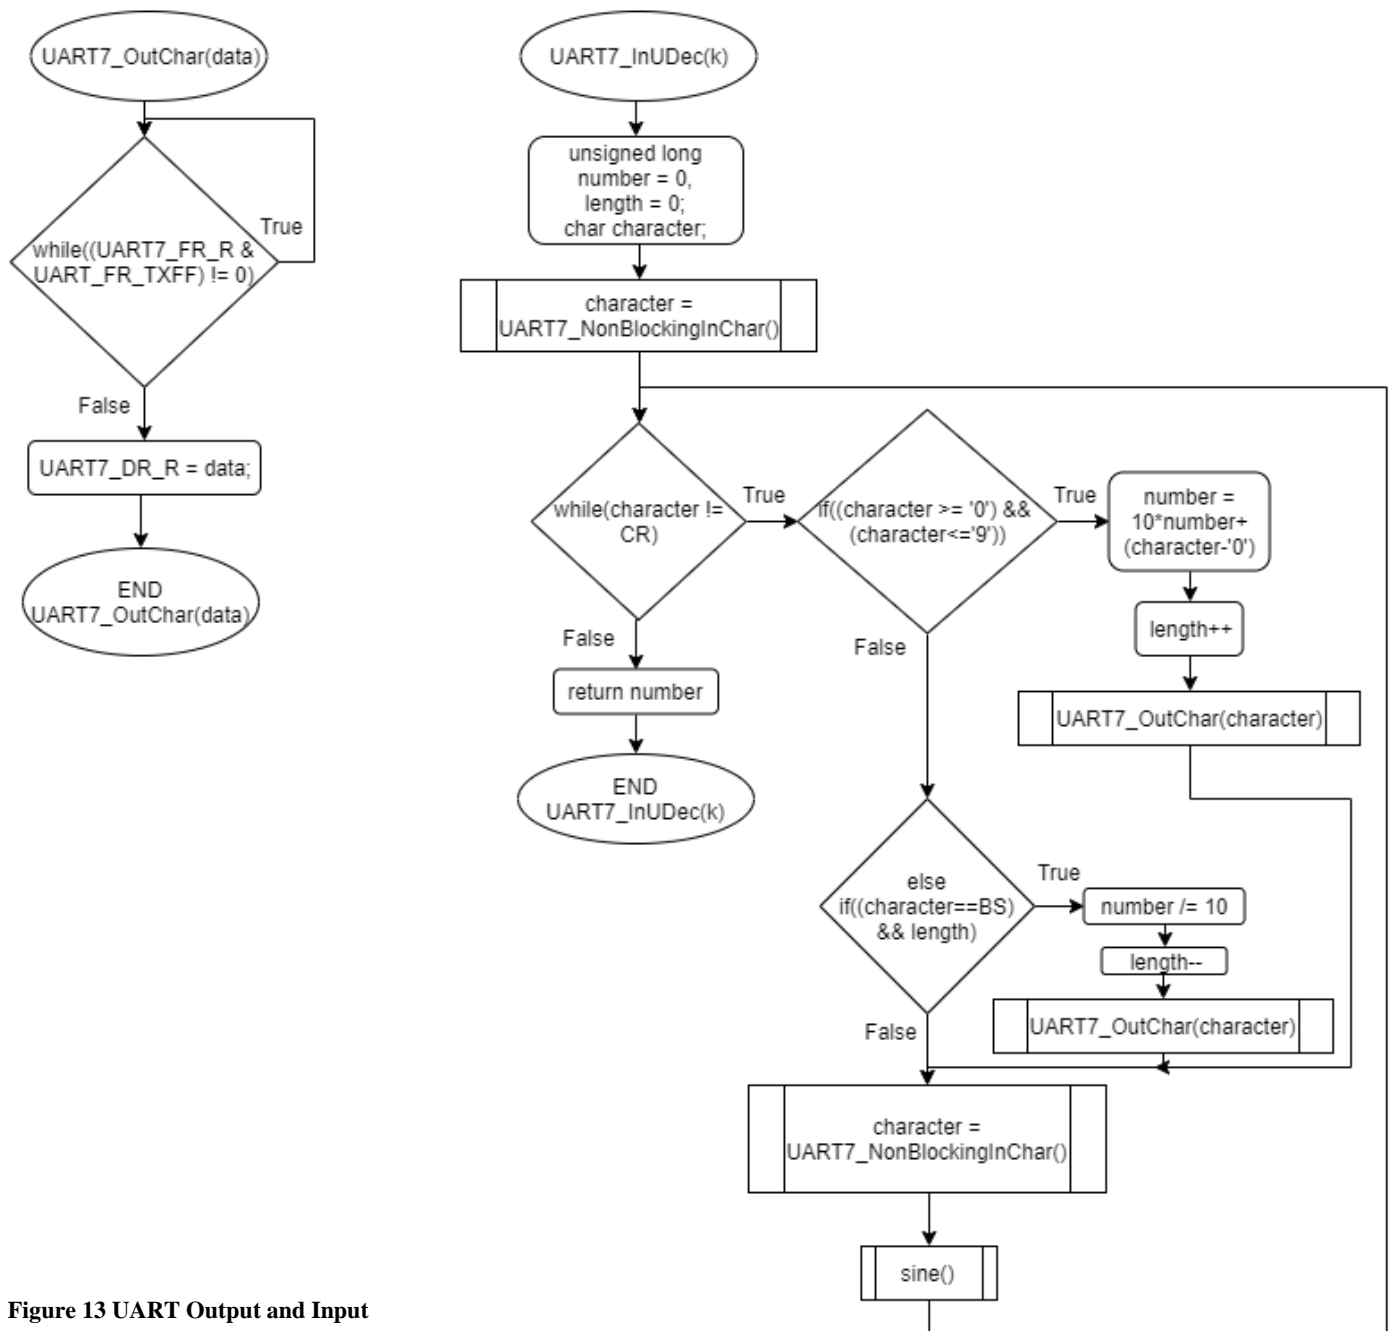 UART7_OutChar(data)
while((UART7_FR_R &
UART_FR_TXFF) != 0)
True
False
UART7_DR_R = data;
END
UART7_OutChar(data)
UART7_InUDec(k)
unsigned long
number = 0,
length = 0;
char character;
character =
UART7_NonBlockingInChar()
while(character !=
CR)
True
False
return number
END
UART7_InUDec(k)
if((character >= '0') &&
(character<='9'))
True
False
number =
10*number+
(character-'0')
length++
UART7_OutChar(character)
else
if((character==BS)
&& length)
True
False
number /= 10
length--
UART7_OutChar(character)
character =
UART7_NonBlockingInChar()
sine()
Figure 13 UART Output and Input